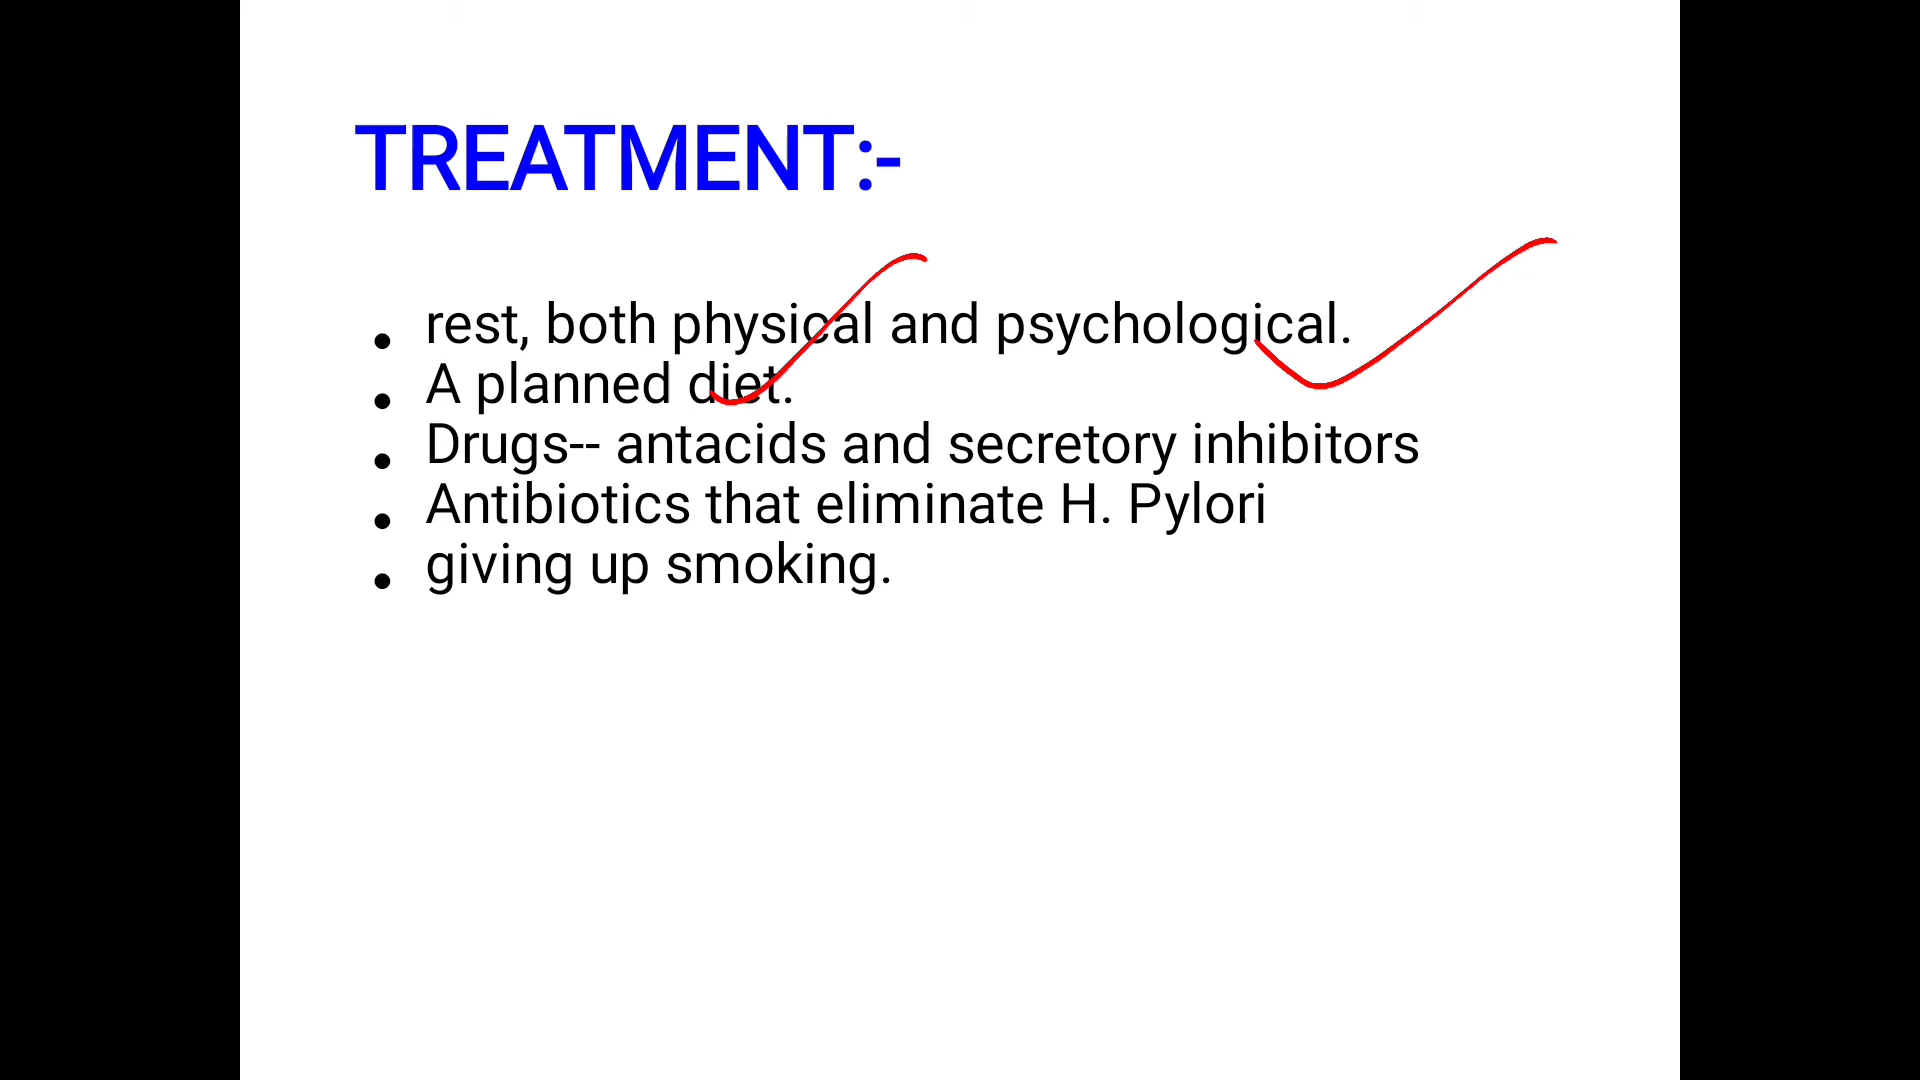 TREATMENT:-
• rest, both physical and psychological.
• A planned diet.
• Drugs-- antacids and secretory inhibitors
• Antibiotics that eliminate H. Pylori
• giving up smoking.